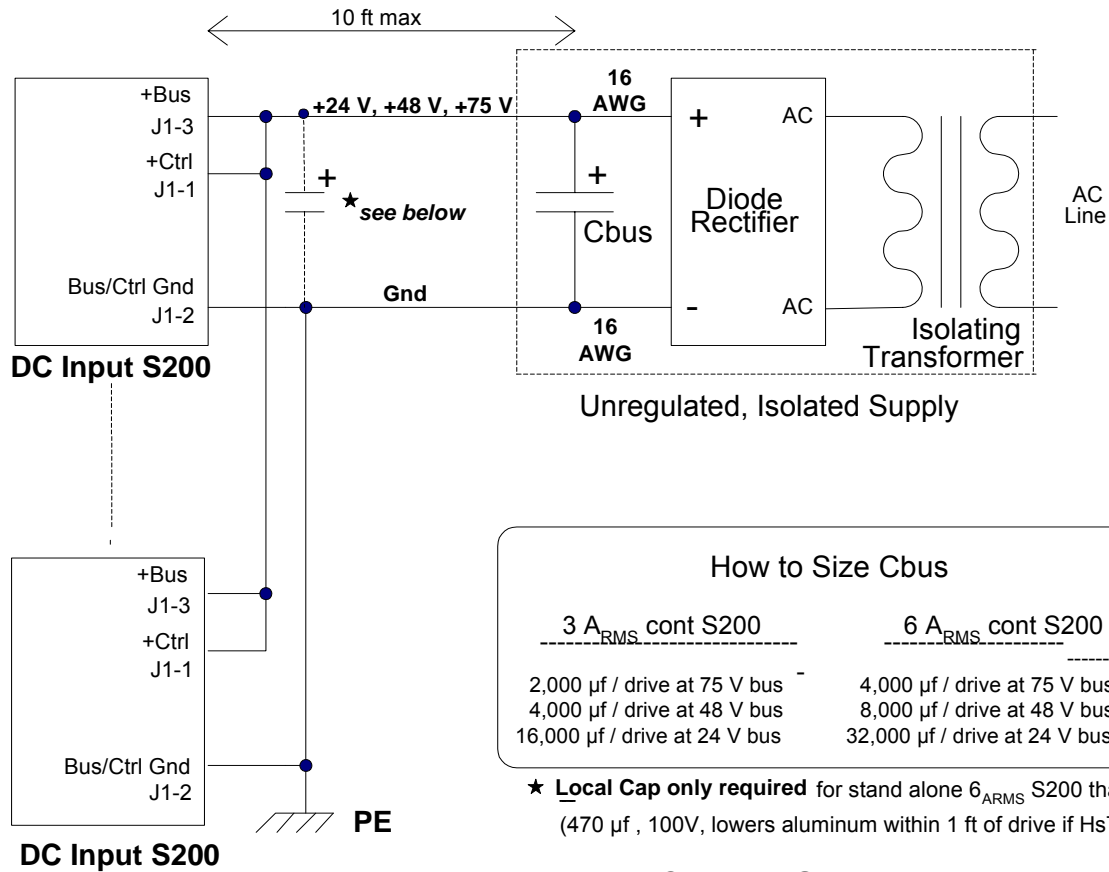 10 ft max
+Bus
J1-3
+Ctrl
J1-1
Bus/Ctrl Gnd
J1-2
DC Input S200
+24 V, +48 V, +75 V
+
★ see below
Gnd
16
AWG
+
Cbus
16
AWG
+ AC
Diode
Rectifier
- AC
Isolating
Transformer
AC
Line
Unregulated, Isolated Supply
+Bus
J1-3
+Ctrl
J1-1
Bus/Ctrl Gnd
J1-2
DC Input S200
PE
How to Size Cbus
3 ARMS cont S200
2,000 µf / drive at 75 V bus
4,000 µf / drive at 48 V bus
16,000 µf / drive at 24 V bus
6 ARMS cont S200
4,000 µf / drive at 75 V bus
8,000 µf / drive at 48 V bus
32,000 µf / drive at 24 V bus
★ Local Cap only required for stand alone 6ARMS S200
(470 µf , 100V, lowers aluminum within 1 ft of drive if